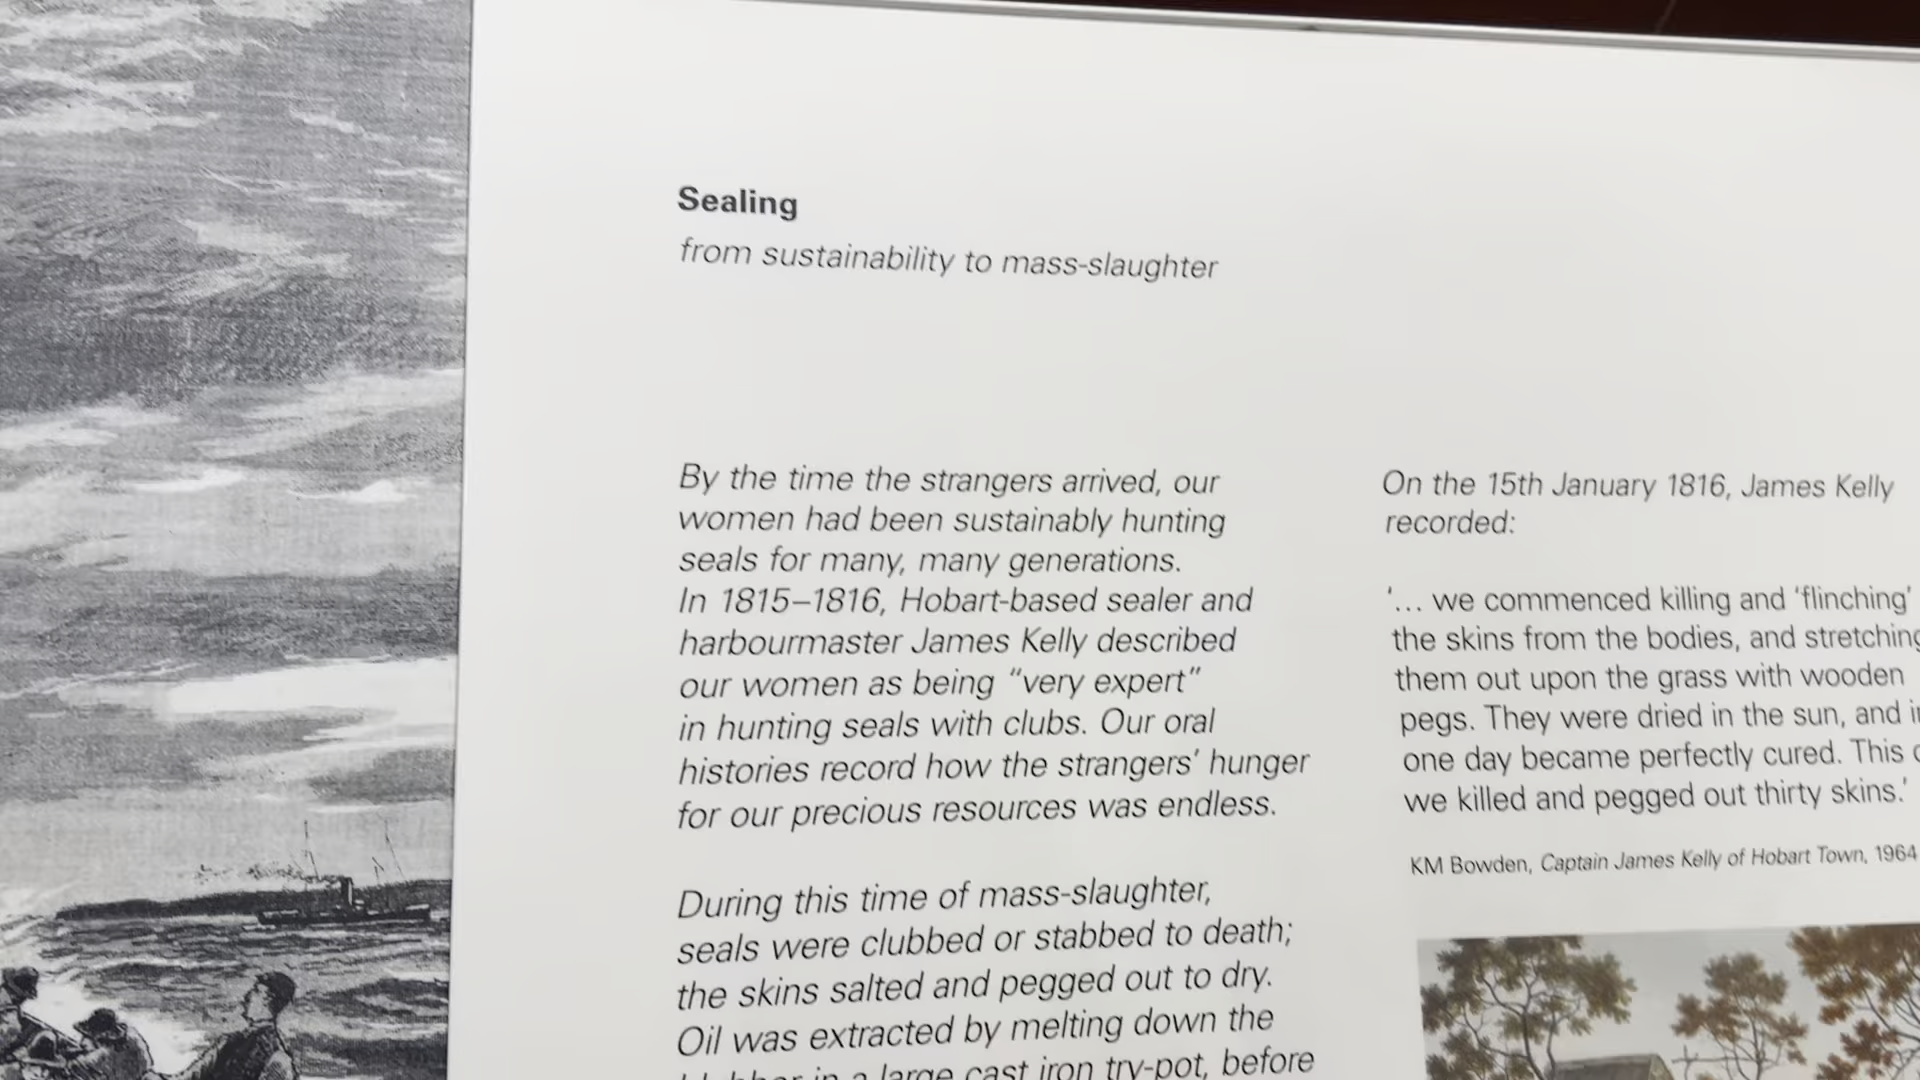 Sealing
from sustainability to mass-slaughter
By the time the strangers arrived, our
women had been sustainably hunting
seals for many, many generations.
In 1815–1816, Hobart-based sealer and
harbourmaster James Kelly described
our women as being “very expert”
in hunting seals with clubs. Our oral
histories record how the strangers’ hunger
for our precious resources was endless.
During this time of mass-slaughter,
seals were clubbed or stabbed to death;
the skins salted and pegged out to dry.
Oil was extracted by melting down the
in a large cast iron try-pot, before
On the 15th January 1816, James Kelly
recorded:
‘... we commenced killing and ‘flinching’
the skins from the bodies, and stretching
them out upon the grass with wooden
pegs. They were dried in the sun, and
one day became perfectly cured. This
we killed and pegged out thirty skins.’
KM Bowden, Captain James Kelly of Hobart Town, 1964